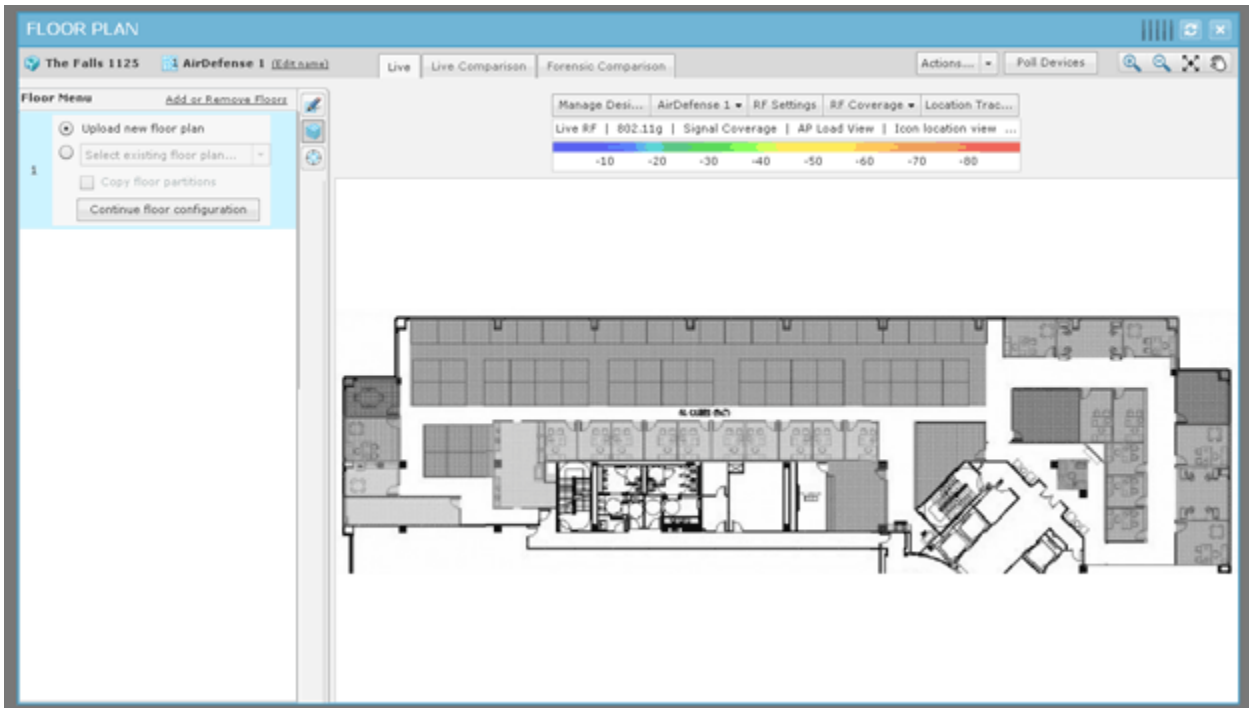 FLOOR PLAN
The Falls 1125 AirDefense 1 (Edit name) Live Live Comparison Forensic Comparison Actions... Poll Devices
Floor Menu Add or Remove Floors
Upload new floor plan
Select existing floor plan...
1
Copy floor partitions
Continue floor configuration
Manage Desi... AirDefense 1 RF Settings RF Coverage Location Trac...
Live RF | 802.11g | Signal Coverage | AP Load View | Icon location view ...
-10 -20 -30 -40 -50 -60 -70 -80